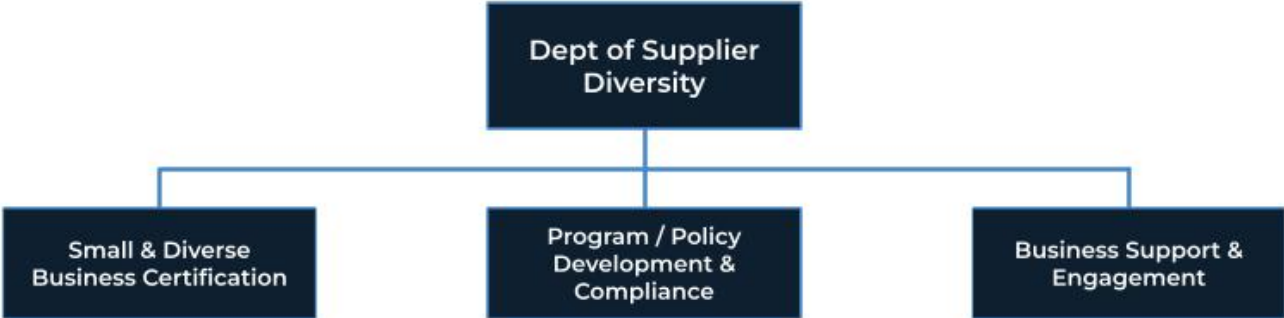 Dept of Supplier
Diversity
Small & Diverse
Business Certification
Program / Policy
Development &
Compliance
Business Support &
Engagement